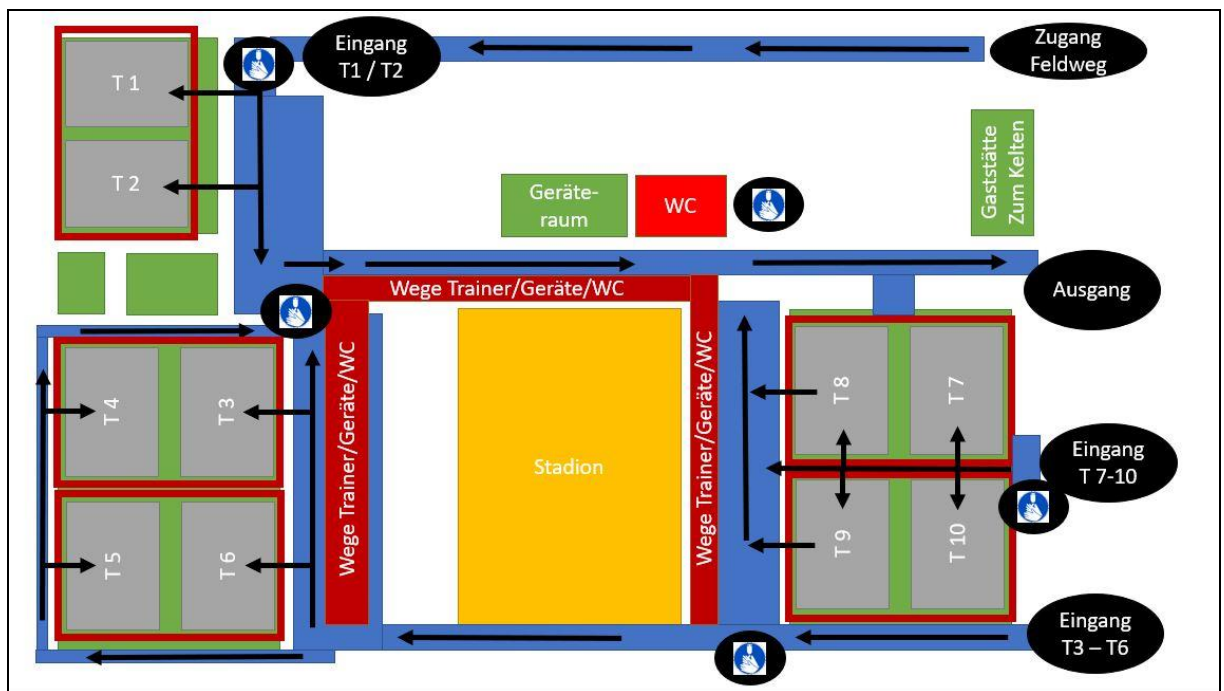 Eingang
T1 / T2
Zugang
Feldweg
T 1
T 2
Geräte-
raum
WC
Gaststätte
Zum Kelten
Wege Trainer/Geräte/WC
Ausgang
T 4
T 3
T 5
T 6
Wege Trainer/Geräte/WC
Stadion
Wege Trainer/Geräte/WC
T 8
T 7
T 9
T 10
Eingang
T 7-10
Eingang
T3 – T6